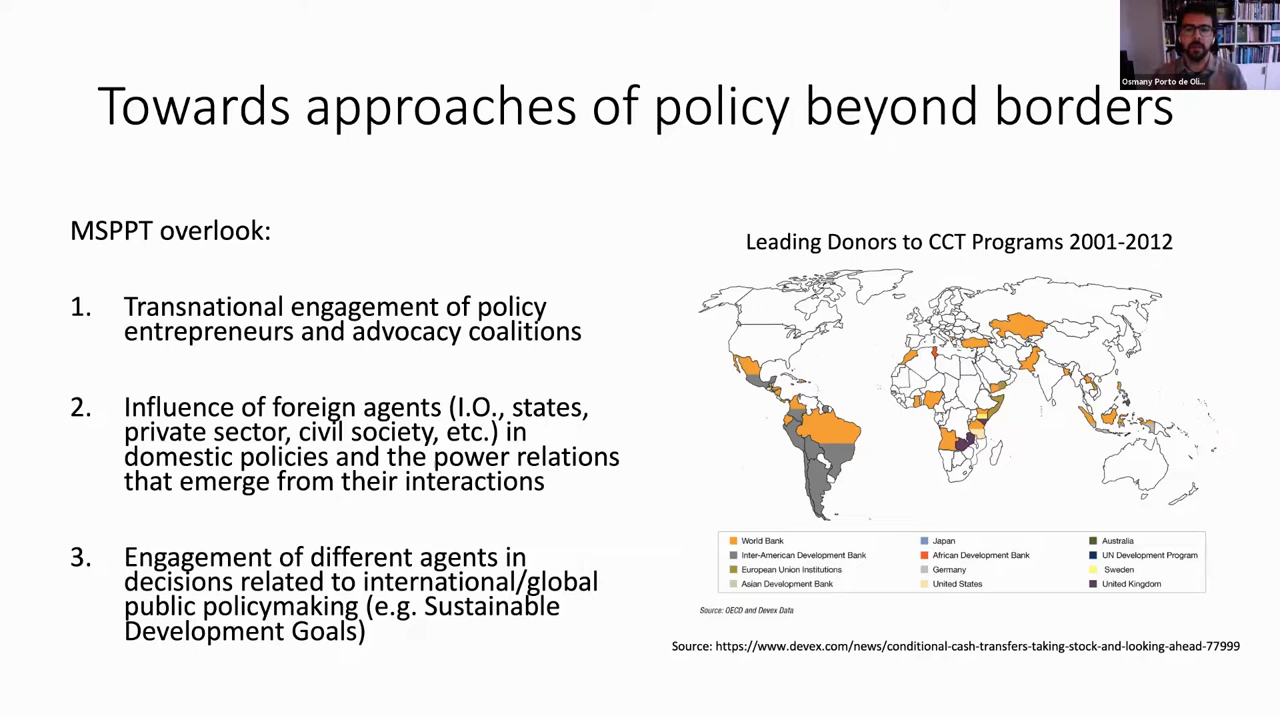 Osmany Porto de Oli...
Towards approaches of policy beyond borders
MSPPT overlook:
1. Transnational engagement of policy
entrepreneurs and advocacy coalitions
2. Influence of foreign agents (I.O., states,
private sector, civil society, etc.) in
domestic policies and the power relations
that emerge from their interactions
3. Engagement of different agents in
decisions related to international/global
public policymaking (e.g. Sustainable
Development Goals)
Leading Donors to CCT Programs 2001-2012
World Bank
Inter-American Development Bank
European Union Institutions
Asian Development Bank
Japan
African Development Bank
Germany
United States
Australia
UN Development Program
Sweden
United Kingdom
Source: OECD and Devex Data
Source: https://www.devex.com/news/conditional-cash-transfers-taking-stock-and-looking-ahead-77999